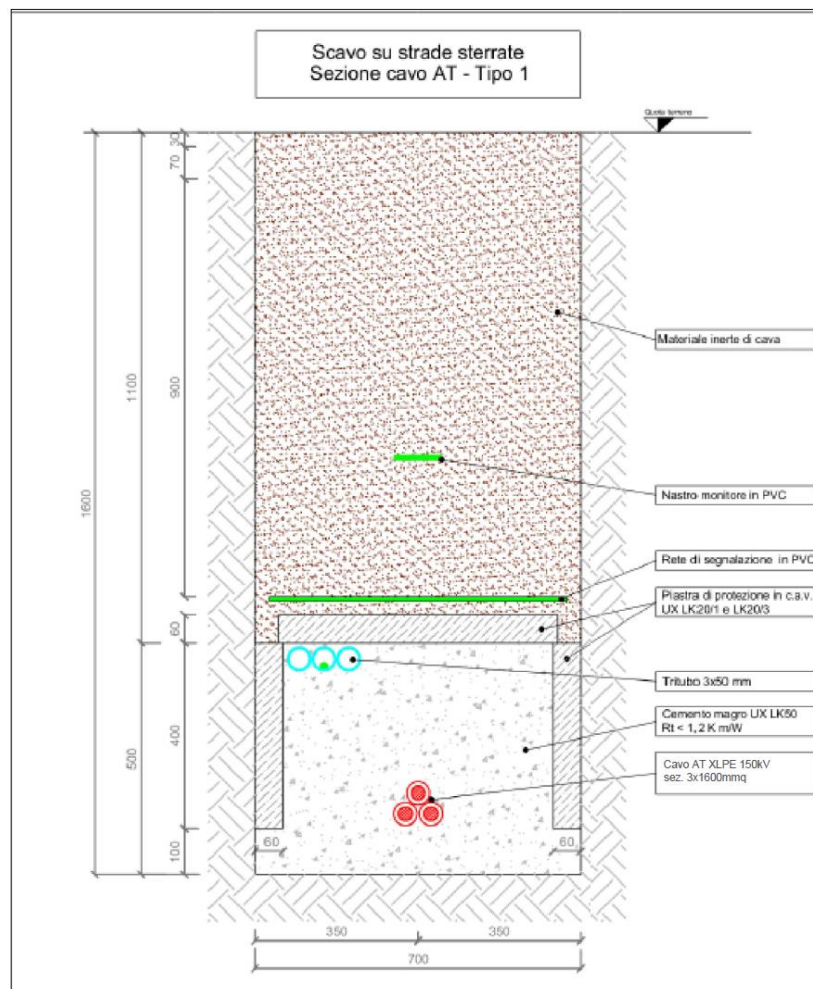 Scavo su strade sterrate
Sezione cavo AT - Tipo 1
Quota terreno
30
70
900
1100
1600
60
500
400
100
Materiale inerte di cava
Nastro monitore in PVC
Rete di segnalazione in PVC
Piastra di protezione in c.a.v.
UX LK20/1 e LK20/3
Tritubo 3x50 mm
Cemento magro UX LK50
Rt < 1,2 K m/W
Cavo AT XLPE 150kV
sez. 3x1600mmq
60
60
350
350
700